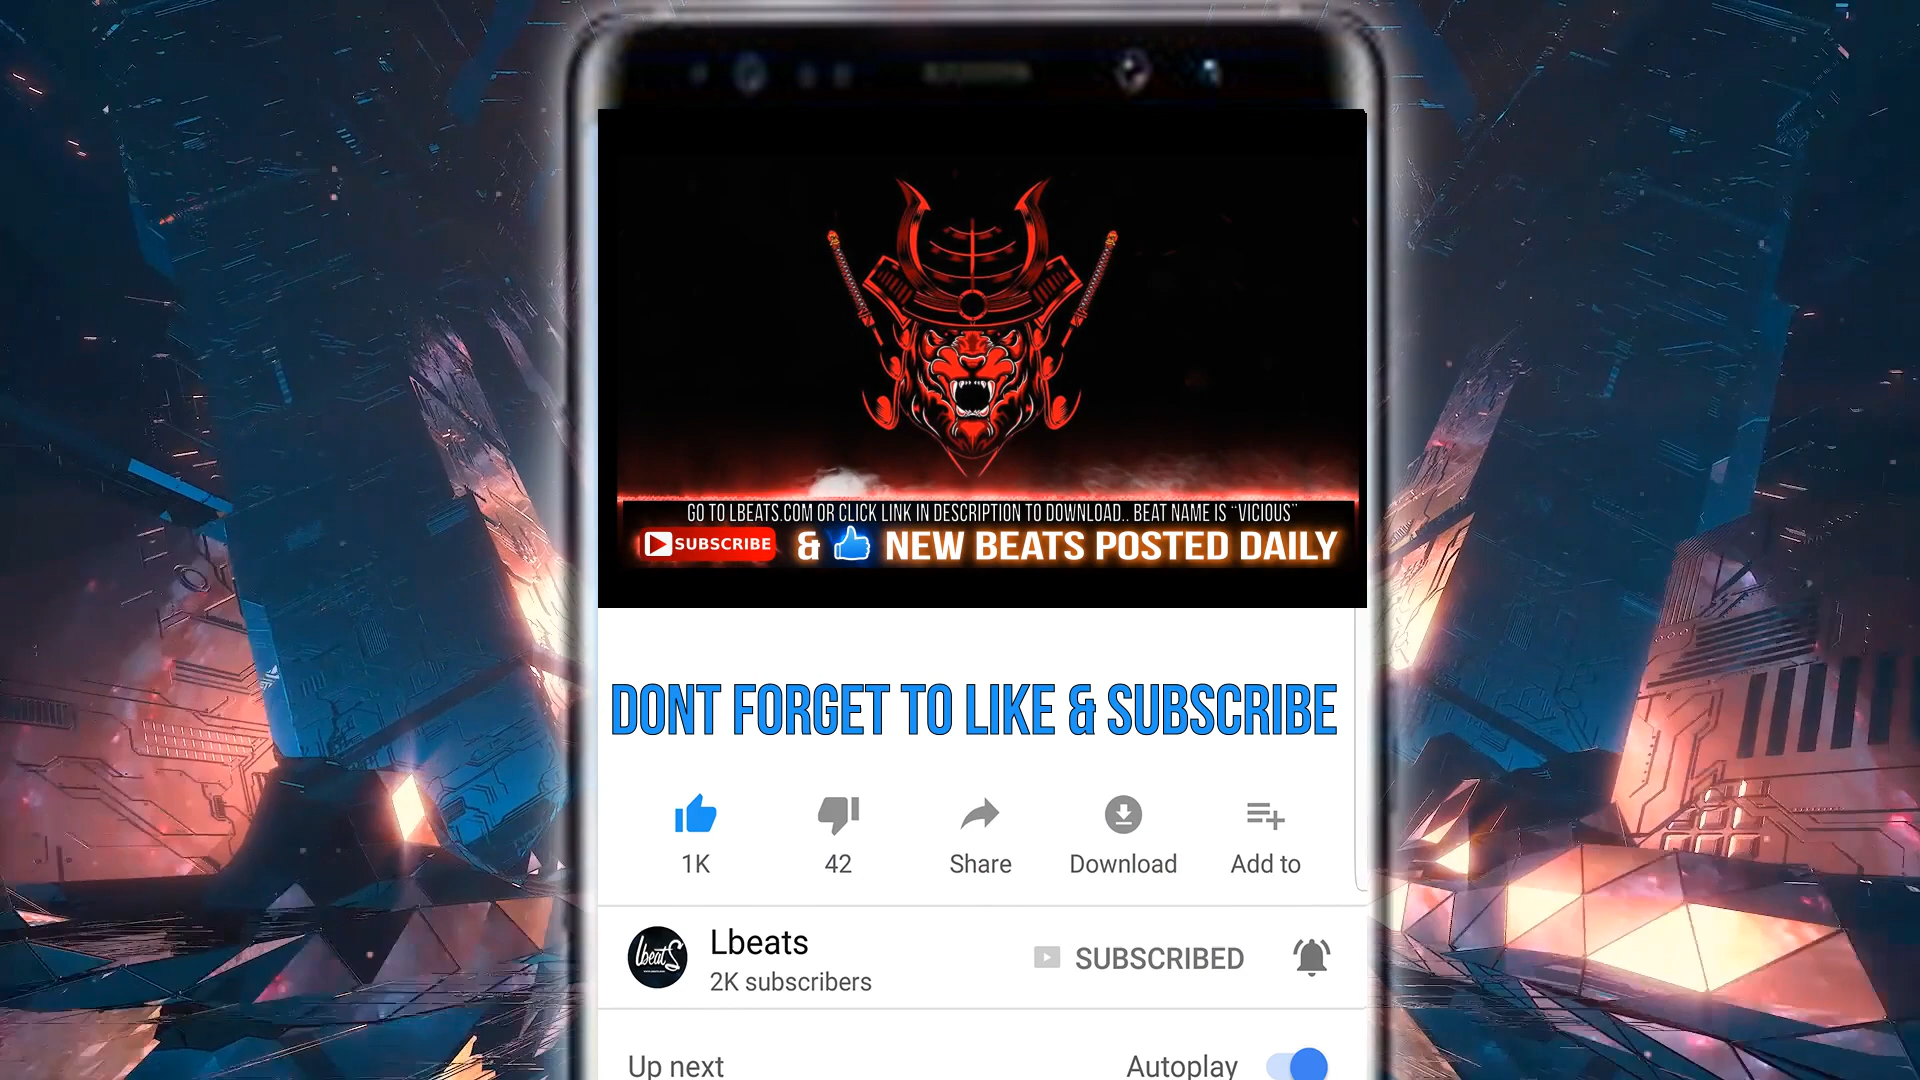 GO TO LBEATS.COM OR CLICK LINK IN DESCRIPTION TO DOWNLOAD.. BEAT NAME IS "VICIOUS"
SUBSCRIBE & NEW BEATS POSTED DAILY
DONT FORGET TO LIKE & SUBSCRIBE
1K 42 Share Download Add to
LbeatS
Lbeats
2K subscribers
SUBSCRIBED
Up next Autoplay